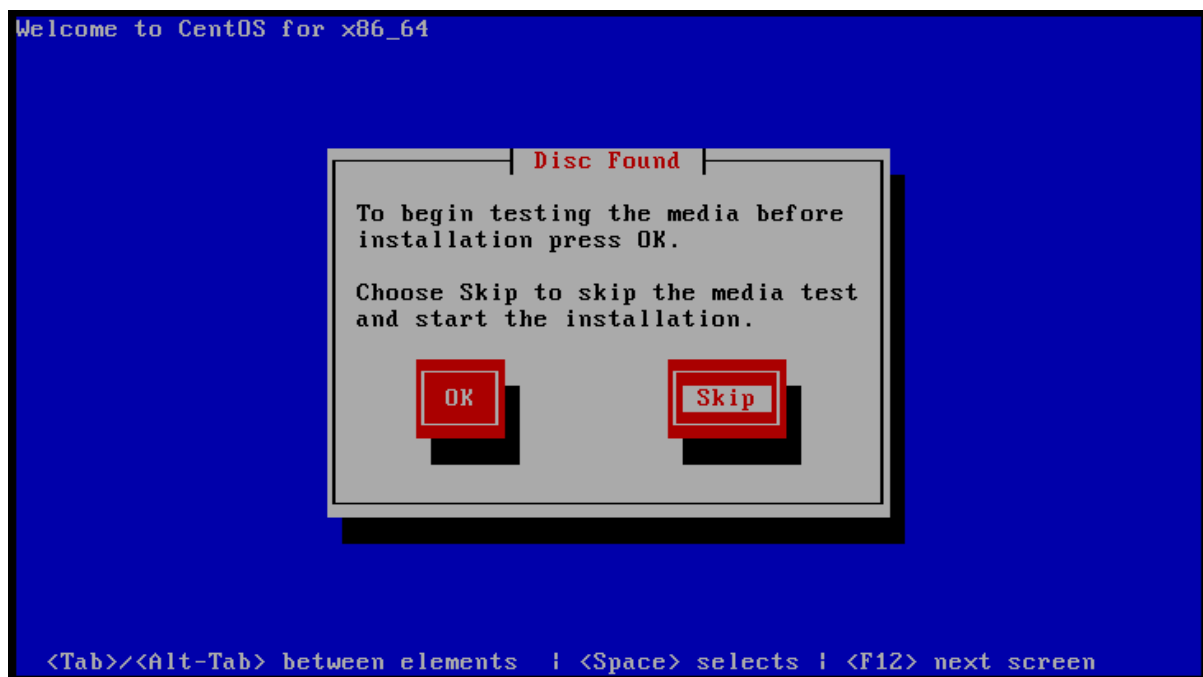 Welcome to CentOS for x86_64
Disc Found
To begin testing the media before
installation press OK.
Choose Skip to skip the media test
and start the installation.
OK Skip
<Tab>/<Alt-Tab> between elements | <Space> selects | <F12> next screen